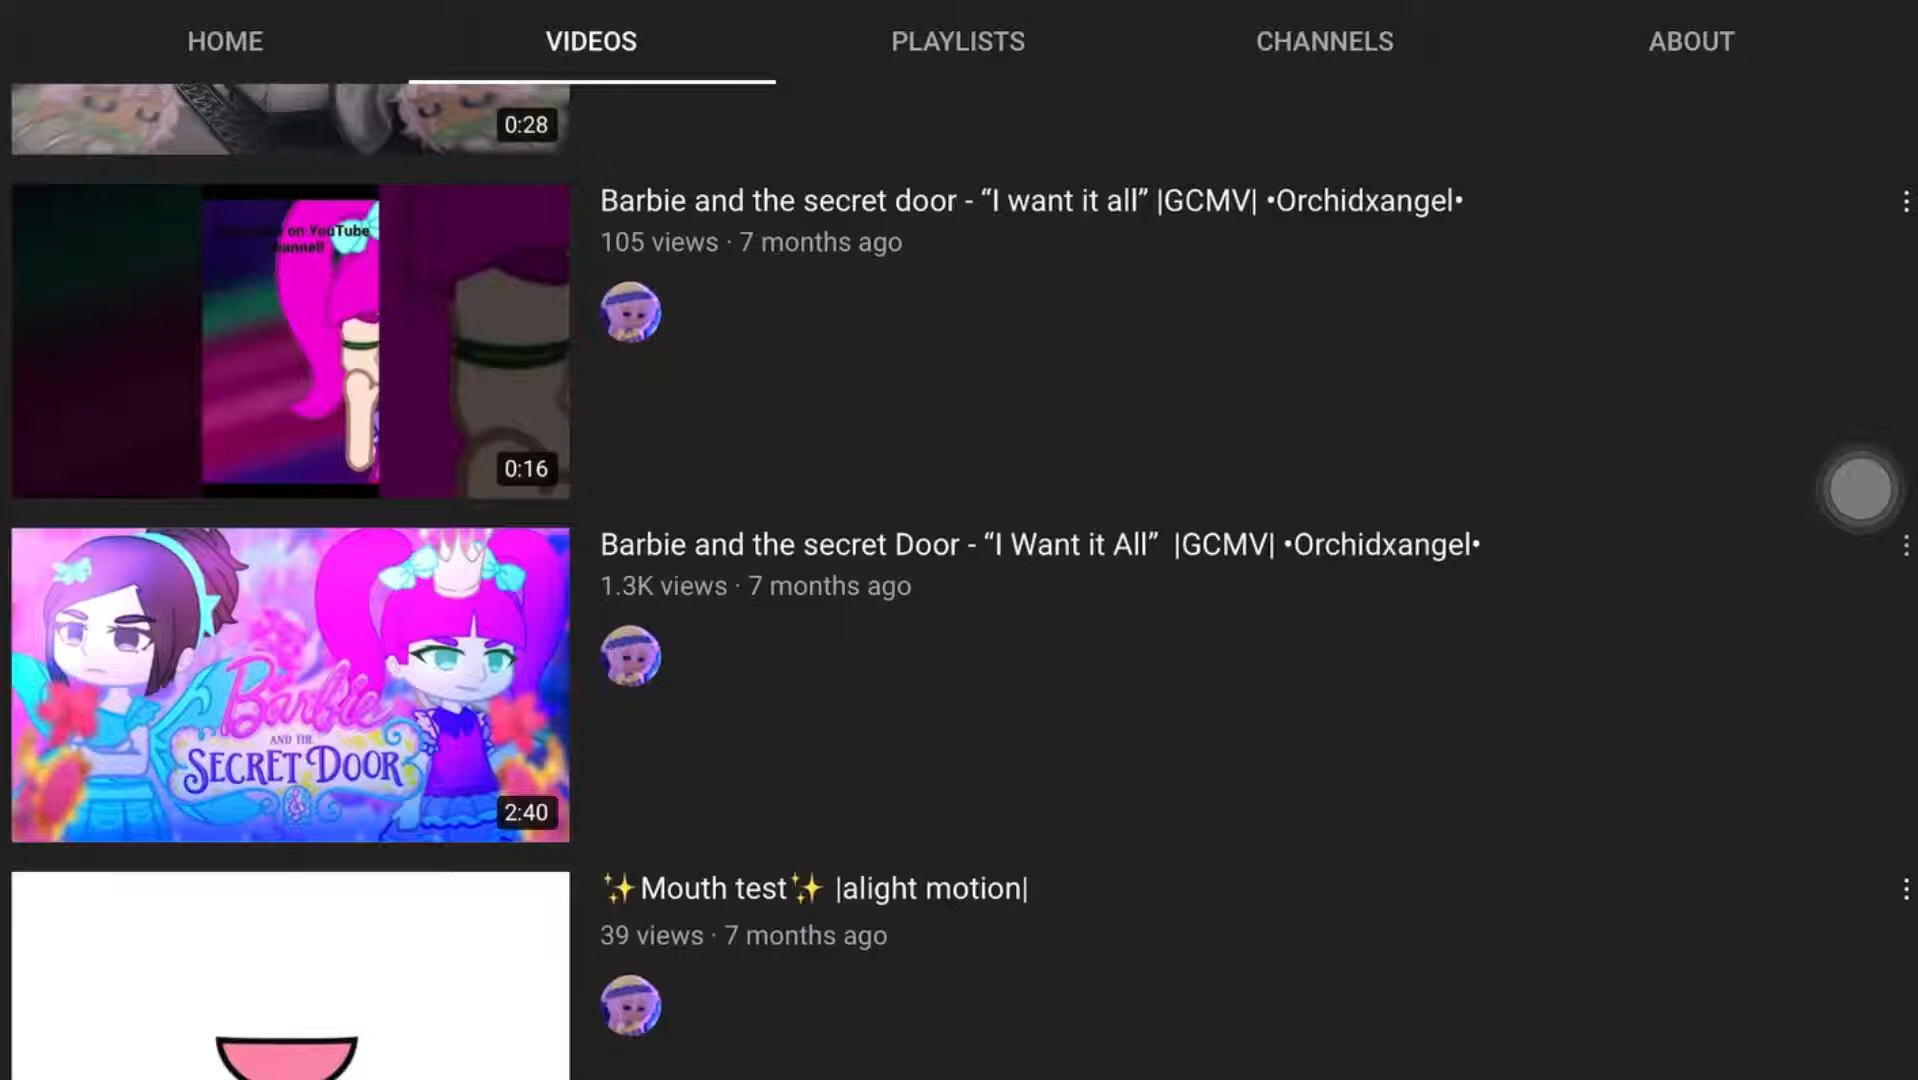 HOME
VIDEOS
PLAYLISTS
CHANNELS
ABOUT
0:28
Barbie and the secret door - “I want it all” |GCMV| •Orchidxangel•
105 views · 7 months ago
on YouTube
0:16
Barbie and the secret Door - “I Want it All” |GCMV| •Orchidxangel•
1.3K views · 7 months ago
Barbie
AND THE
SECRET DOOR
2:40
✨Mouth test✨ |alight motion|
39 views · 7 months ago